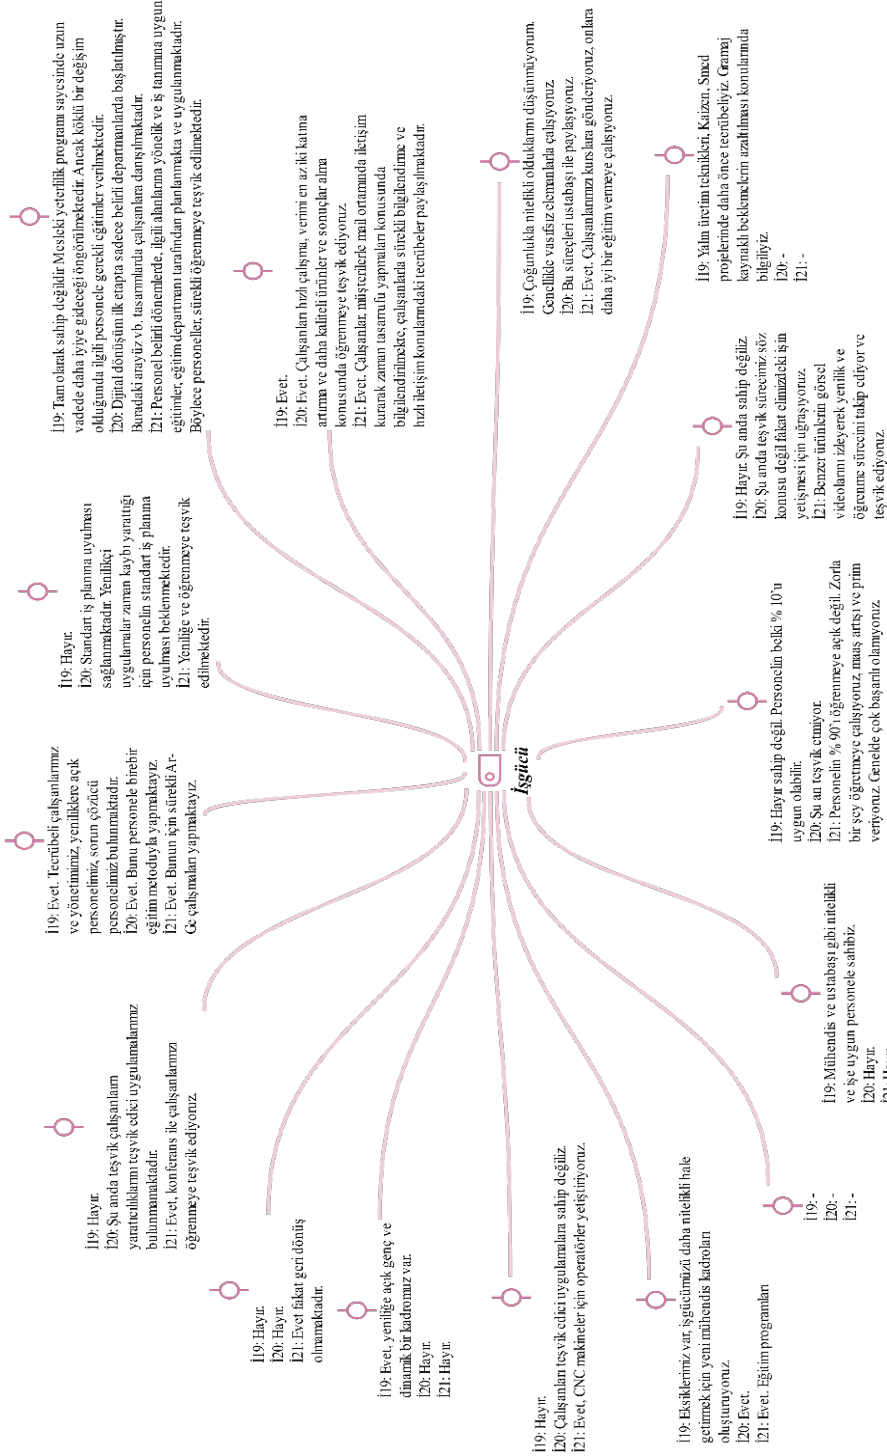 İ19: Hayır.
İ20: Şu anda teşvik çalışanların
yaratıcılıklarını teşvik edici uygulamalarımız
bulunmamaktadır.
İ21: Evet, konferans ile çalışanlarımızı
öğrenmeye teşvik ediyoruz
İ19: Evet. Tecrübeli çalışanlarımız
ve yönetimimiz, yeniliklere açık
personelimiz, sorun çözücü
personelimiz bulunmaktadır.
İ20: Evet. Bunu personele birebir
eğitim metoduyla yapmaktayız.
İ21: Evet. Bunun için sürekli Ar-
Ge çalışmaları yapmaktayız.
İ19: Hayır.
İ20: Standart iş planına uyulması
sağlanmaktadır. Yenilikçi
uygulamalar zaman kaybı yarattığı
için personelin standart iş planına
uyulması beklenmektedir.
İ21: Yeniliğe ve öğrenmeye teşvik
edilmektedir.
İ19: Tam olarak sahip değildir Mesleki yeterlilik programı sayesinde uzun
vadede daha iyiye gideceği öngörülmektedir. Ancak köklü bir değişim
olduğunda ilgili personele gerekli eğitimler verilmektedir.
İ20: Dijital dönüşüm ilk etapta sadece belirli departmanlarda başlatılmıştır.
Buradaki arayüz vb. tasarımlarda çalışanlara danışılmaktadır.
İ21: Personel belirli dönemlerde, ilgili alanlarına yönelik ve iş tanımına uygun
eğitimler, eğitim departmanı tarafından planlanmakta ve uygulanmaktadır.
Böylece personeller, sürekli öğrenmeye teşvik edilmektedir.
İ19: Hayır.
İ20: Hayır.
İ21: Evet fakat geri dönüş
olmamaktadır.
İ19: Evet.
İ20: Evet. Çalışanları hızlı çalışma, verimi en az iki katına
artırma ve daha kaliteli ürünler ve sonuçlar alma
konusunda öğrenmeye teşvik ediyoruz.
İ21: Evet. Çalışanlar, müşterilerle mail ortamında iletişim
kurarak zaman tasarrufu yapmaları konusunda
bilgilendirilmekte, çalışanlarla sürekli bilgilendirme ve
hızlı iletişim konularındaki tecrübeler paylaşılmaktadır.
İ19: Evet, yeniliğe açık genç ve
dinamik bir kadromuz var.
İ20: Hayır.
İ21: Hayır.
İşgücü
İ19: Çoğunlukla nitelikli olduklarını düşünmüyorum.
Genellikle vasıfsız elemanlarla çalışıyoruz.
İ20: Bu süreçleri ustabaşı ile paylaşıyoruz.
İ21: Evet. Çalışanlarımızı kurslara gönderiyoruz, onlara
daha iyi bir eğitim vermeye çalışıyoruz.
İ19: Hayır.
İ20: Çalışanları teşvik edici uygulamalara sahip değiliz.
İ21: Evet, CNC makineler için operatörler yetiştiriyoruz.
İ19: Yalın üretim teknikleri, Kaizen, Smed
projelerinde daha önce tecrübeliyiz. Gramaj
kaynaklı beklemelerin azaltılması konularında
bilgiliyiz.
İ20: -
İ21: -
İ19: Eksiklerimiz var, işgücümüzü daha nitelikli hale
getirmek için yeni mühendis kadroları
oluşturuyoruz.
İ20: Evet.
İ21: Evet. Eğitim programları
İ19: Hayır. Şu anda sahip değiliz.
İ20: Şu anda teşvik sürecimiz söz
konusu değil fakat elimizdeki işin
yetişmesi için uğraşıyoruz.
İ21: Benzer ürünlerin görsel
videolarını izleyerek yenilik ve
öğrenme sürecini takip ediyor ve
teşvik ediyoruz.
İ19: Hayır sahip değil. Personelin belki % 10'u
uygun olabilir.
İ20: Şu an teşvik etmiyor.
İ21: Personelin % 90'ı öğrenmeye açık değil. Zorla
bir şey öğretmeye çalışıyoruz, maaş artışı ve prim
veriyoruz. Genelde çok başarılı olamıyoruz.
İ19: -
İ20: -
İ21: -
İ19: Mühendis ve ustabaşı gibi nitelikli
ve işe uygun personele sahibiz.
İ20: Hayır.